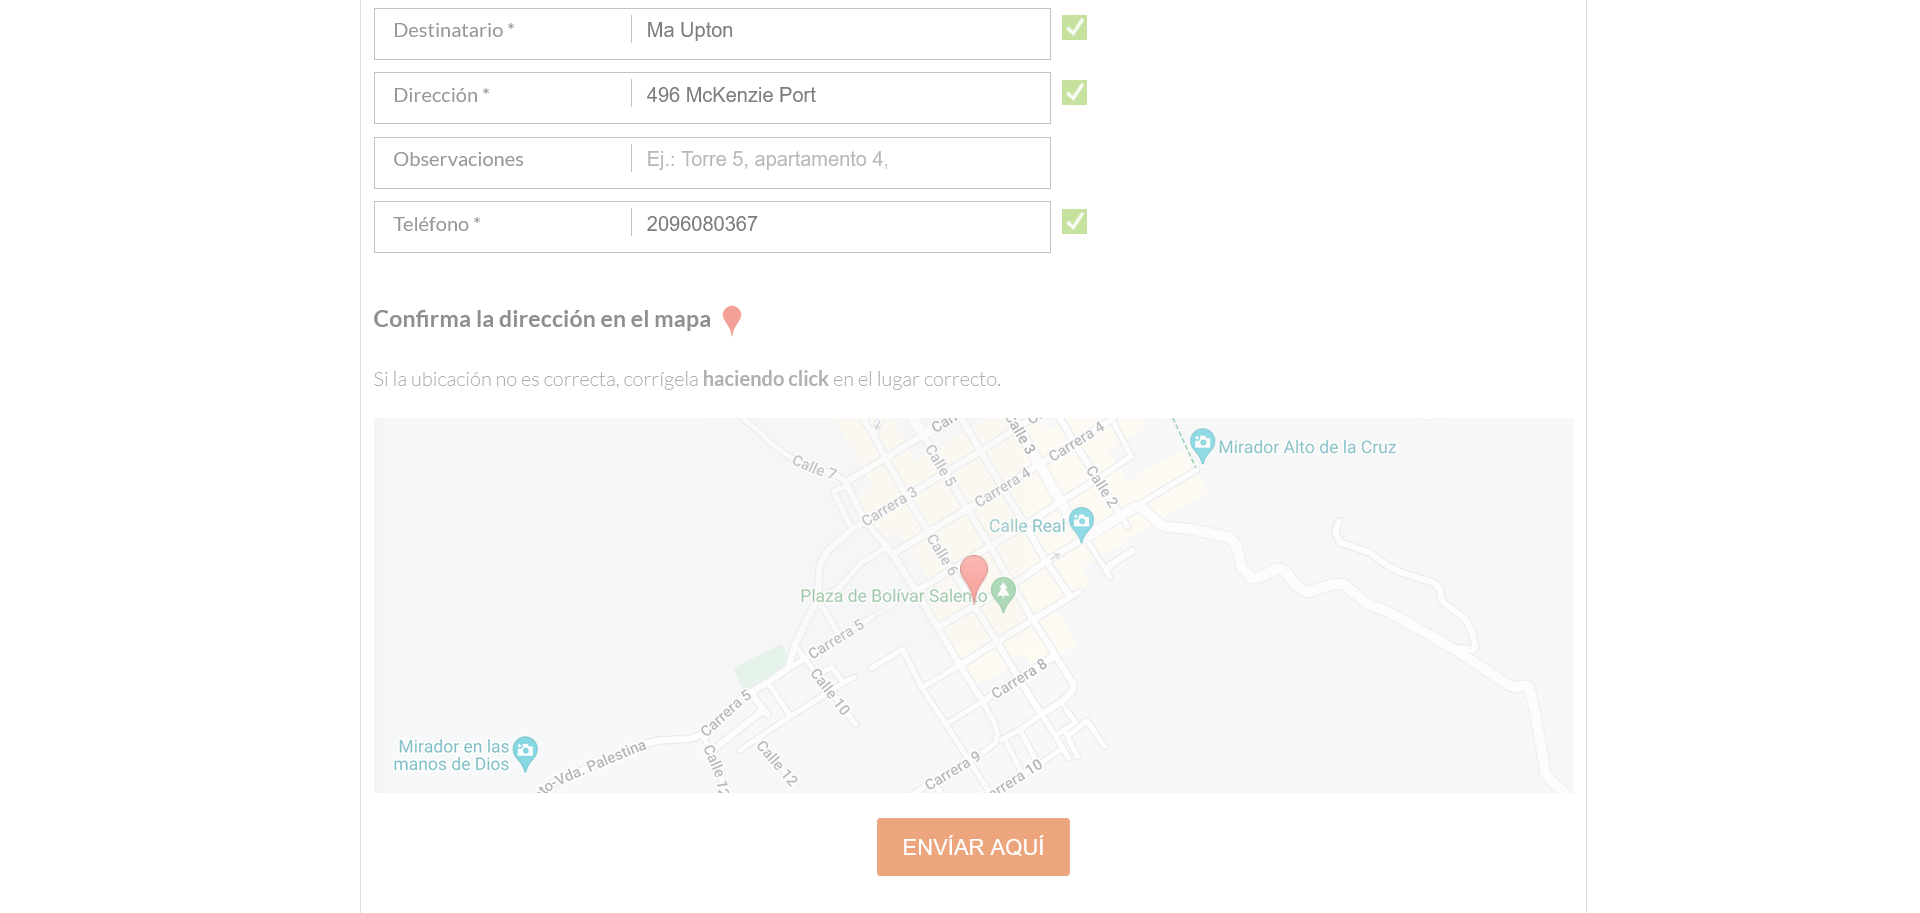 Destinatario *
Ma Upton
Dirección *
496 McKenzie Port
Observaciones
Ej.: Torre 5, apartamento 4,
Teléfono *
2096080367
Confirma la dirección en el mapa
Si la ubicación no es correcta, corrígela haciendo click en el lugar correcto.
Calle 3
Carrera 4
Mirador Alto de la Cruz
Calle 7
Calle 5
Carrera 4
Calle 2
Carrera 3
Calle Real
Calle 6
Plaza de Bolívar Salento
Carrera 5
Carrera 8
Calle 10
Carrera 5
Mirador en las
manos de Dios
to-Vda. Palestina
Calle 12
Calle 12
Carrera 9
rrera 10
ENVÍAR AQUÍ